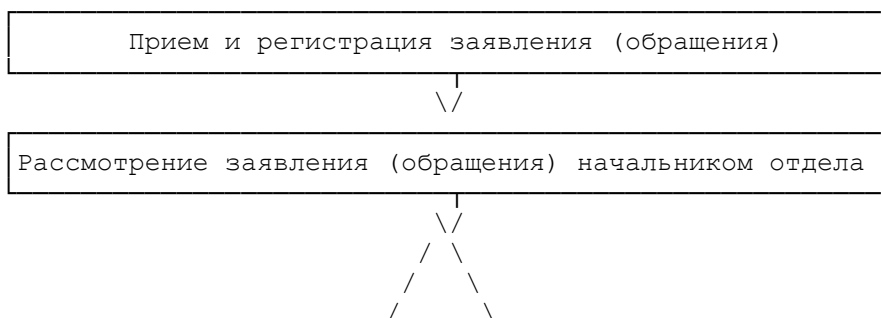 Прием и регистрация заявления (обращения)
Рассмотрение заявления (обращения) начальником отдела